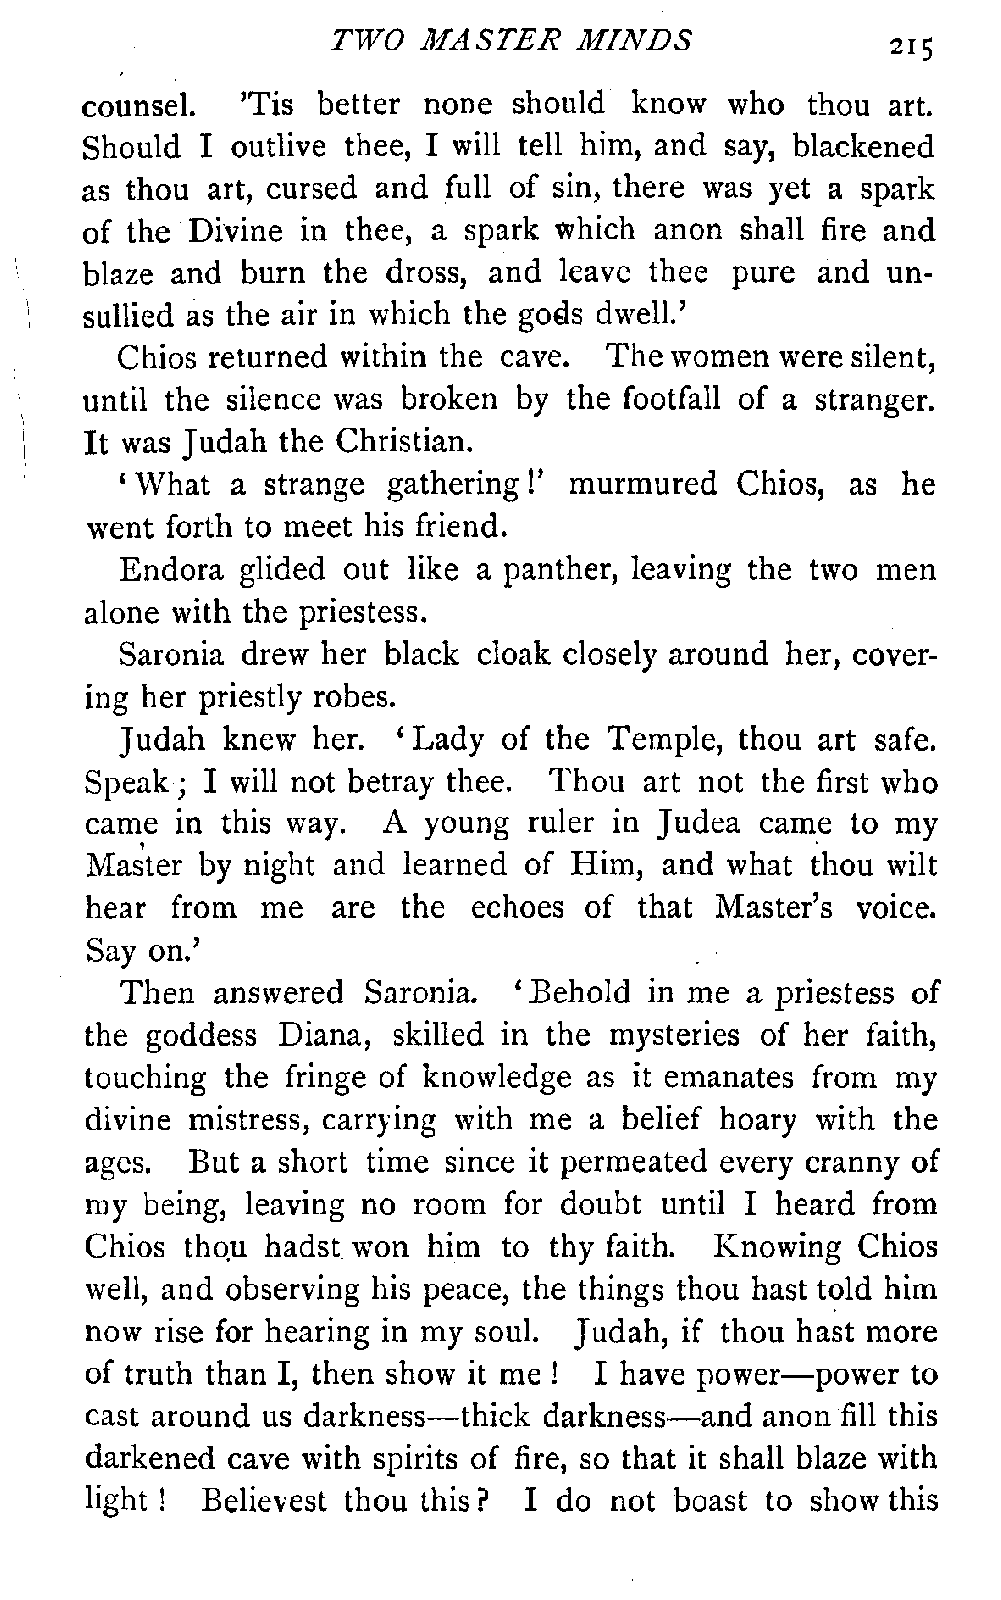 TWO MASTER MINDS 215
counsel. 'Tis better none should know who thou art.
Should I outlive thee, I will tell him, and say, blackened
as thou art, cursed and full of sin, there was yet a spark
of the Divine in thee, a spark which anon shall fire and
blaze and burn the dross, and leave thee pure and un-
sullied as the air in which the gods dwell.'
Chios returned within the cave. The women were silent,
until the silence was broken by the footfall of a stranger.
It was Judah the Christian.
'What a strange gathering!' murmured Chios, as he
went forth to meet his friend.
Endora glided out like a panther, leaving the two men
alone with the priestess.
Saronia drew her black cloak closely around her, cover-
ing her priestly robes.
Judah knew her. 'Lady of the Temple, thou art safe.
Speak; I will not betray thee. Thou art not the first who
came in this way. A young ruler in Judea came to my
Master by night and learned of Him, and what thou wilt
hear from me are the echoes of that Master's voice.
Say on.'
Then answered Saronia. 'Behold in me a priestess of
the goddess Diana, skilled in the mysteries of her faith,
touching the fringe of knowledge as it emanates from my
divine mistress, carrying with me a belief hoary with the
ages. But a short time since it permeated every cranny of
my being, leaving no room for doubt until I heard from
Chios thou hadst won him to thy faith. Knowing Chios
well, and observing his peace, the things thou hast told him
now rise for hearing in my soul. Judah, if thou hast more
of truth than I, then show it me! I have power—power to
cast around us darkness—thick darkness—and anon fill this
darkened cave with spirits of fire, so that it shall blaze with
light! Believest thou this? I do not boast to show this